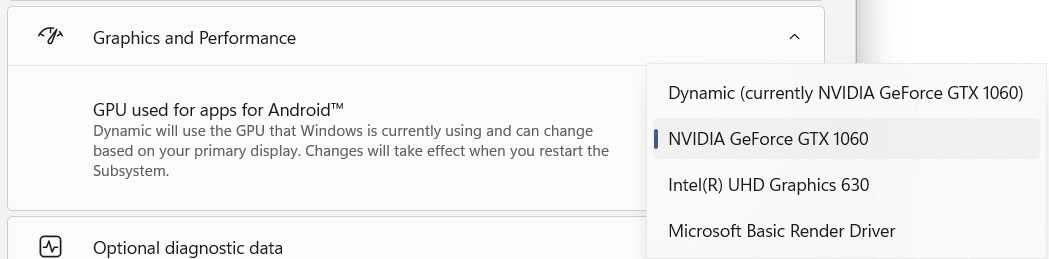 Graphics and Performance
GPU used for apps for Android™
Dynamic will use the GPU that Windows is currently using and can change
based on your primary display. Changes will take effect when you restart the
Subsystem.
Dynamic (currently NVIDIA GeForce GTX 1060)
NVIDIA GeForce GTX 1060
Intel(R) UHD Graphics 630
Microsoft Basic Render Driver
Optional diagnostic data